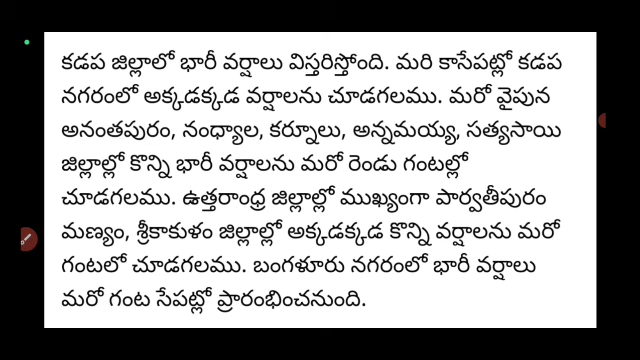 కడప జిల్లాలో భారీ వర్షాలు విస్తరిస్తోంది. మరి కాసేపట్లో కడప
నగరంలో అక్కడక్కడ వర్షాలను చూడగలము. మరో వైపున
అనంతపురం, నంధ్యాల, కర్నూలు, అన్నమయ్య, సత్యసాయి
జిల్లాల్లో కొన్ని భారీ వర్షాలను మరో రెండు గంటల్లో
చూడగలము. ఉత్తరాంధ్ర జిల్లాల్లో ముఖ్యంగా పార్వతీపురం
మణ్యం, శ్రీకాకుళం జిల్లాల్లో అక్కడక్కడ కొన్ని వర్షాలను మరో
గంటలో చూడగలము. బంగళూరు నగరంలో భారీ వర్షాలు
మరో గంట సేపట్లో ప్రారంభించనుంది.